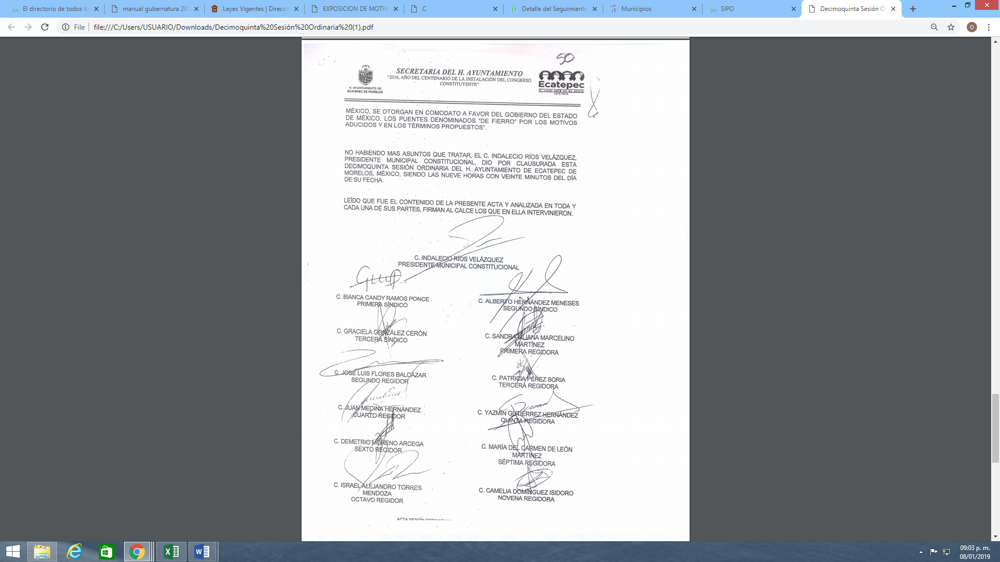 El directorio de todos lo
manual gubernatura 201
Leyes Vigentes | Direcci
EXPOSICION DE MOTIV
C
Detalle del Seguimiento
Municipios
SIPO
Decimoquinta Sesión O
File
file:///C:/Users/USUARIO/Downloads/Decimoquinta%20Sesión%20Ordinaria%20(1).pdf
O
50
H. AYUNTAMIENTO DE
ECATEPEC DE MORELOS
SECRETARIA DEL H. AYUNTAMIENTO
"2016, AÑO DEL CENTENARIO DE LA INSTALACIÓN DEL CONGRESO
CONSTITUYENTE"
Ecatepec
El valor está en su gente
2016-2018
MÉXICO, SE OTORGAN EN COMODATO A FAVOR DEL GOBIERNO DEL ESTADO
DE MÉXICO, LOS PUENTES DENOMINADOS "DE FIERRO" POR LOS MOTIVOS
ADUCIDOS Y EN LOS TÉRMINOS PROPUESTOS".
NO HABIENDO MAS ASUNTOS QUE TRATAR, EL C. INDALECIO RÍOS VELÁZQUEZ,
PRESIDENTE MUNICIPAL CONSTITUCIONAL, DIO POR CLAUSURADA ESTA
DECIMOQUINTA SESIÓN ORDINARIA DEL H. AYUNTAMIENTO DE ECATEPEC DE
MORELOS, MÉXICO, SIENDO LAS NUEVE HORAS CON VEINTE MINUTOS DEL DÍA
DE SU FECHA.
LEÍDO QUE FUE EL CONTENIDO DE LA PRESENTE ACTA Y ANALIZADA EN TODA Y
CADA UNA DE SUS PARTES, FIRMAN AL CALCE LOS QUE EN ELLA INTERVINIERON.
C. INDALECIO RÍOS VELÁZQUEZ
PRESIDENTE MUNICIPAL CONSTITUCIONAL
C. BIANCA CANDY RAMOS PONCE
PRIMERA SÍNDICO
C. ALBERTO HERNÁNDEZ MENESES
SEGUNDO SÍNDICO
C. GRACIELA GONZÁLEZ CERÓN
TERCERA SÍNDICO
C. SANDRA LILIANA MARCELINO
MARTÍNEZ
PRIMERA REGIDORA
C. JOSÉ LUIS FLORES BALCÁZAR
SEGUNDO REGIDOR
C. PATRICIA PÉREZ SORIA
TERCERA REGIDORA
C. JUAN MEDINA HERNÁNDEZ
CUARTO REGIDOR
C. YAZMÍN GUTIÉRREZ HERNÁNDEZ
QUINTA REGIDORA
C. DEMETRIO MORENO ARCEGA
SEXTO REGIDOR
C. MARÍA DEL CARMEN DE LEÓN
MARTÍNEZ
SÉPTIMA REGIDORA
C. ISRAEL ALEJANDRO TORRES
MENDOZA
OCTAVO REGIDOR
C. CAMELIA DOMÍNGUEZ ISIDORO
NOVENA REGIDORA
ACTA SESIÓN ORDINARIA
09:03 p. m.
08/01/2019